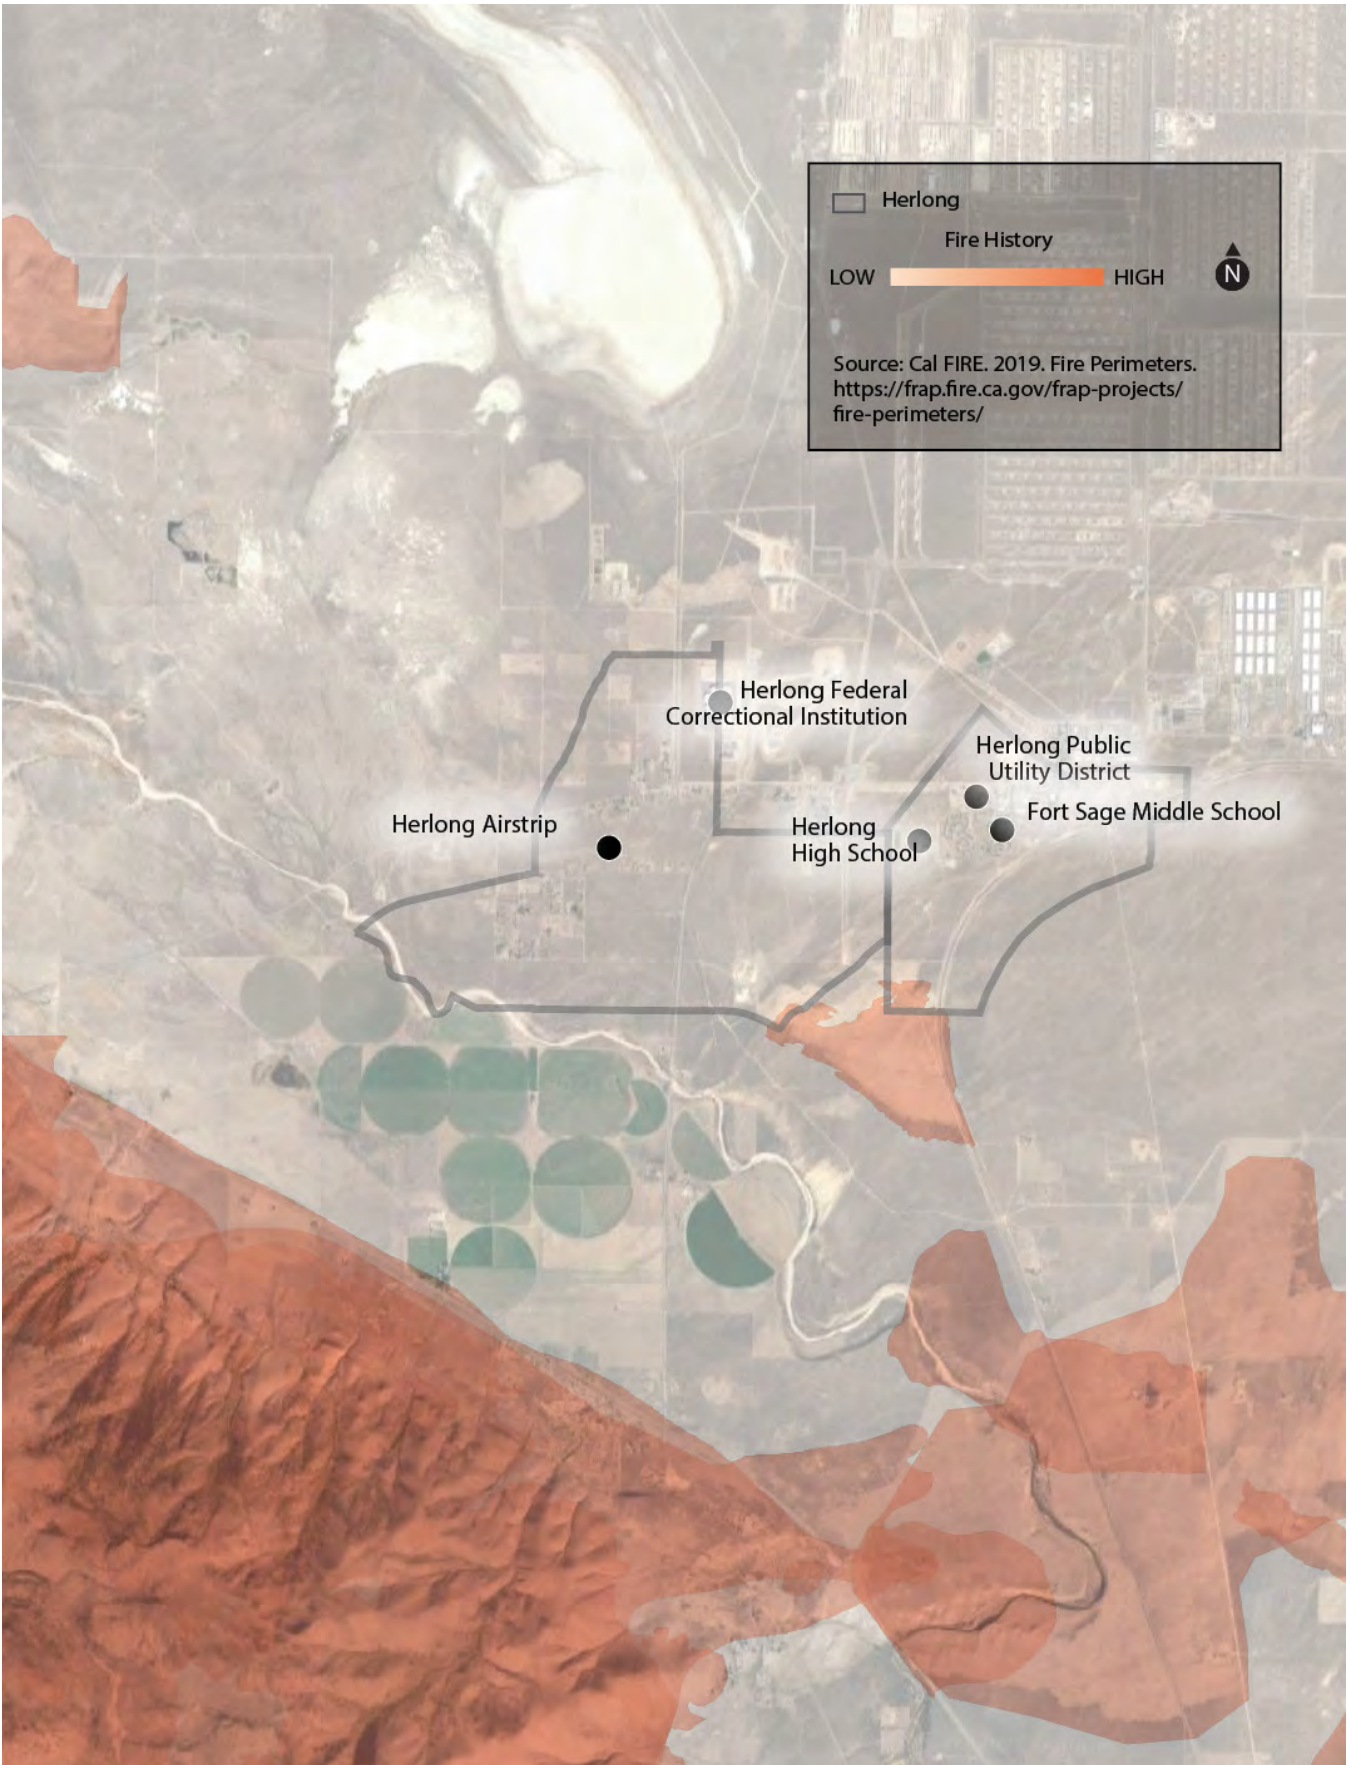 Herlong
Fire History
LOW
HIGH
N
Source: Cal FIRE. 2019. Fire Perimeters.
https://frap.fire.ca.gov/frap-projects/
fire-perimeters/
Herlong Federal
Correctional Institution
Herlong Public
Utility District
Fort Sage Middle School
Herlong Airstrip
Herlong
High School